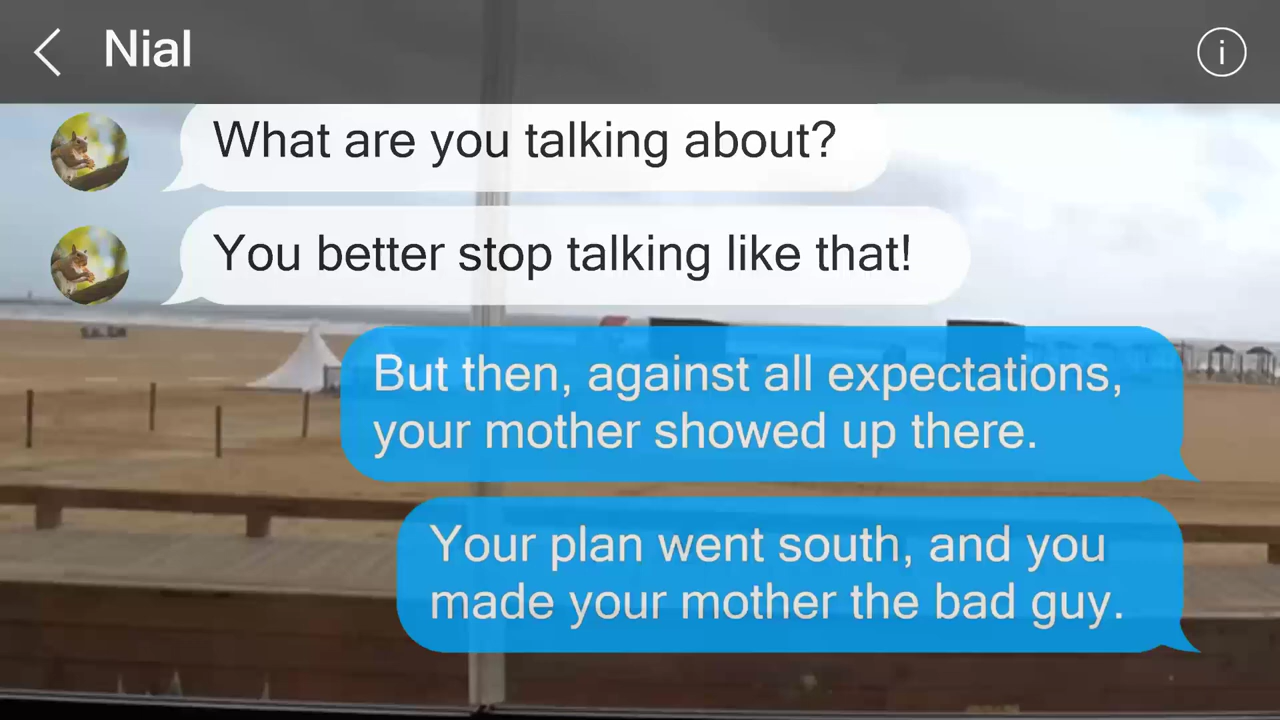 Nial
What are you talking about?
You better stop talking like that!
But then, against all expectations,
your mother showed up there.
Your plan went south, and you
made your mother the bad guy.